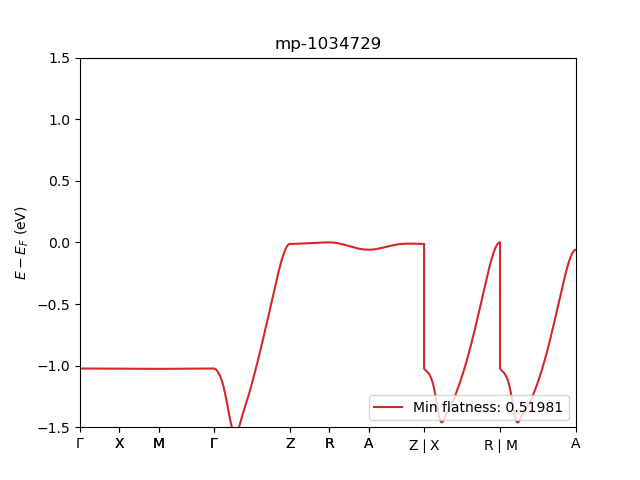 mp-1034729
1.5
1.0
0.5
0.0
−0.5
−1.0
−1.5
E − E_F (eV)
Min flatness: 0.51981
Γ X M Γ Z R A Z | X R | M A